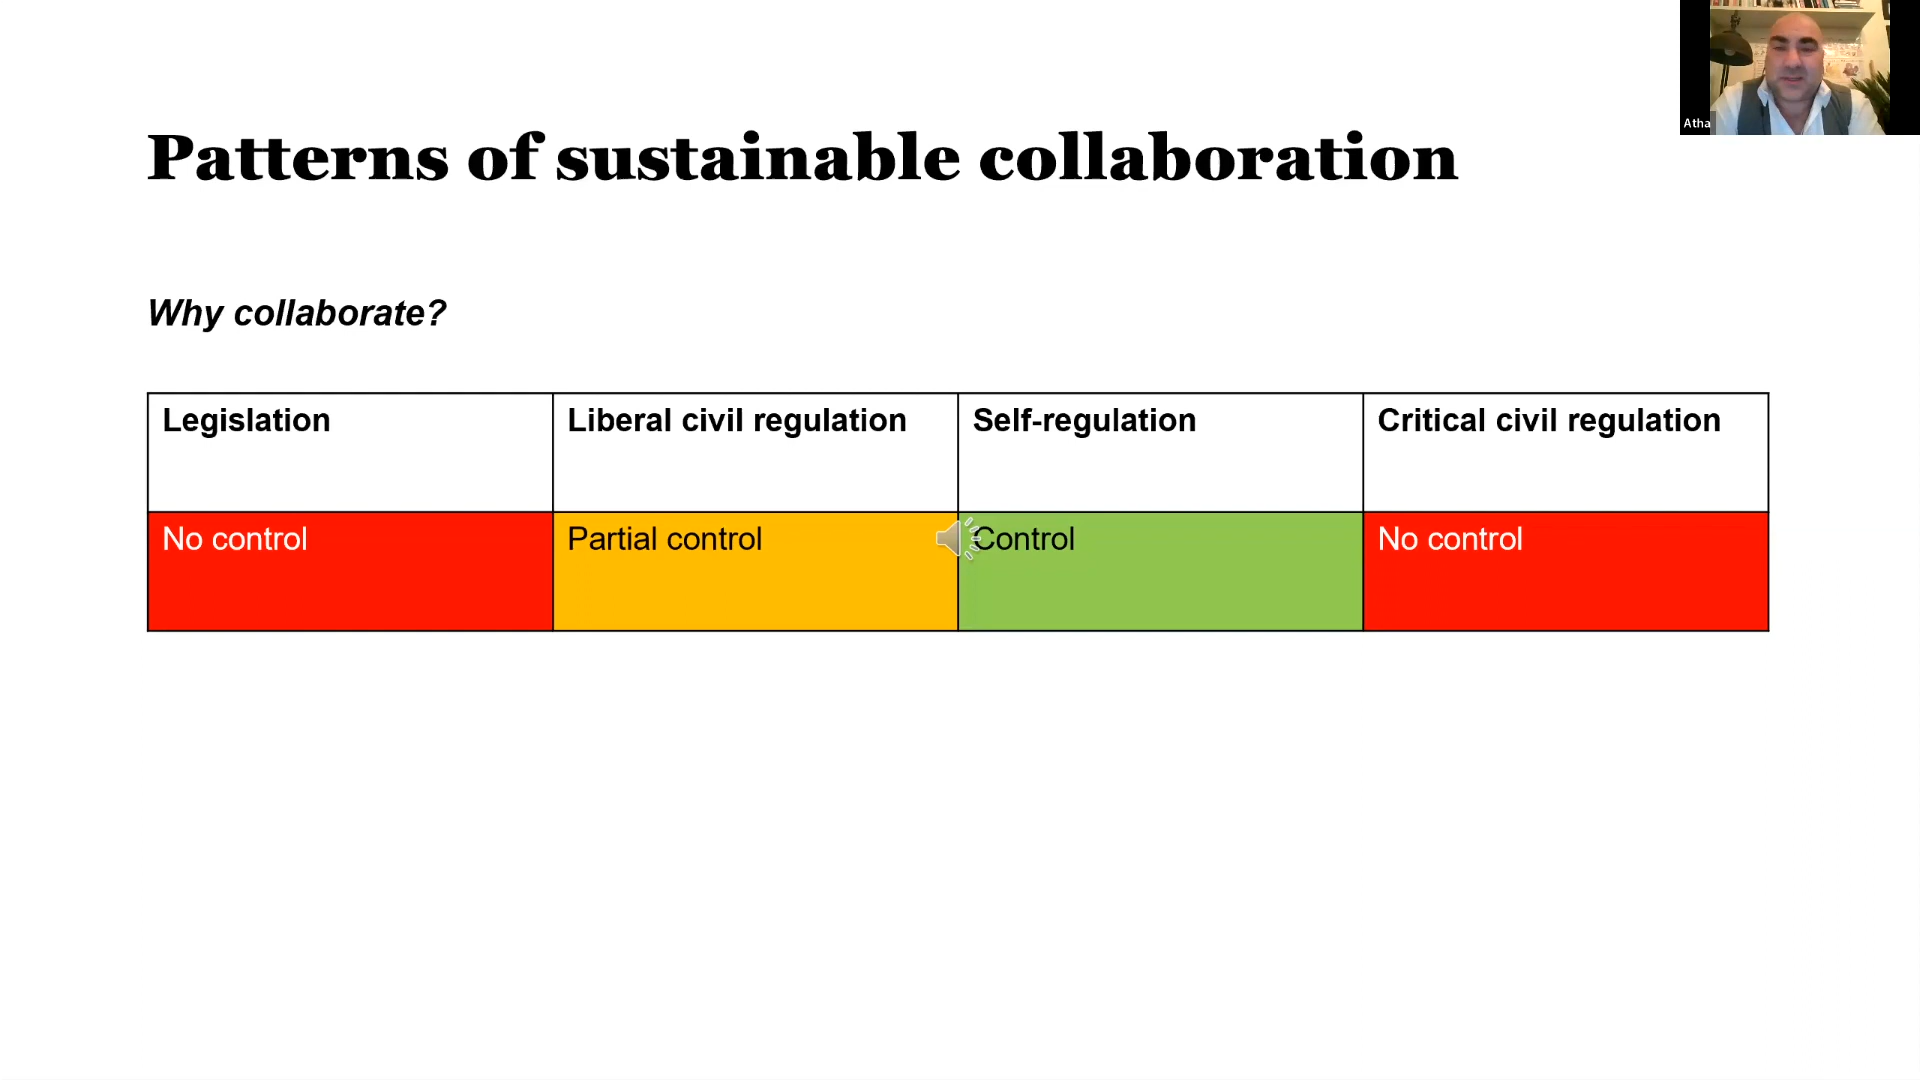 Atha
Patterns of sustainable collaboration
Why collaborate?
Legislation
Liberal civil regulation
Self-regulation
Critical civil regulation
No control
Partial control
Control
No control